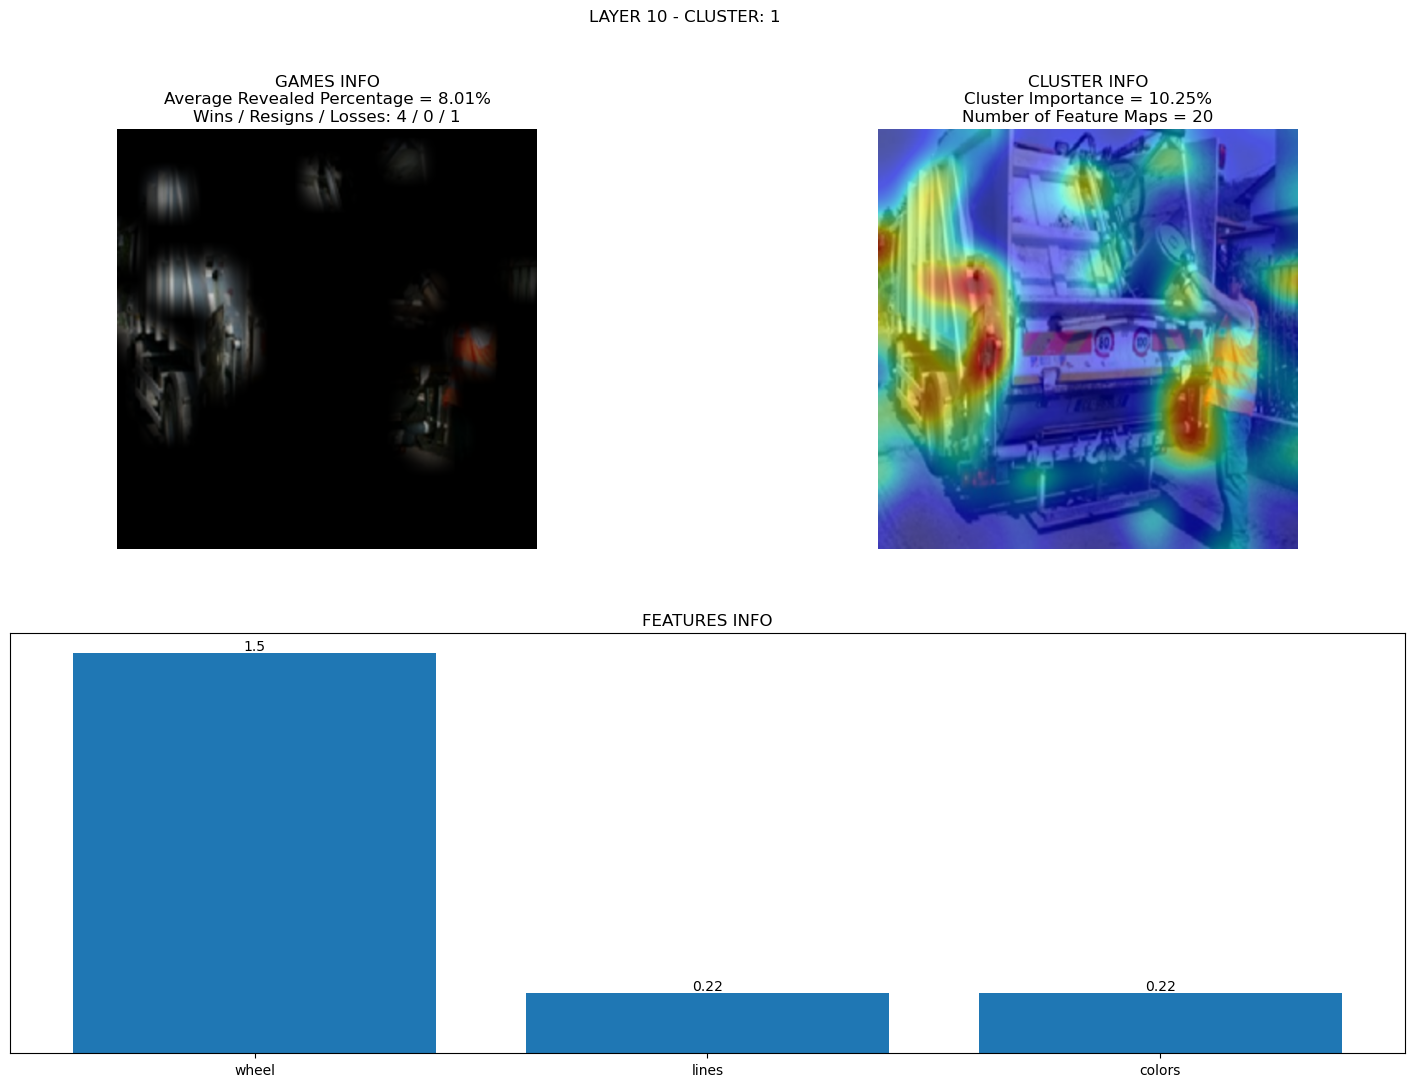 LAYER 10 - CLUSTER: 1
GAMES INFO
Average Revealed Percentage = 8.01%
Wins / Resigns / Losses: 4 / 0 / 1
CLUSTER INFO
Cluster Importance = 10.25%
Number of Feature Maps = 20
80
100
FEATURES INFO
1.5
0.22
0.22
wheel
lines
colors